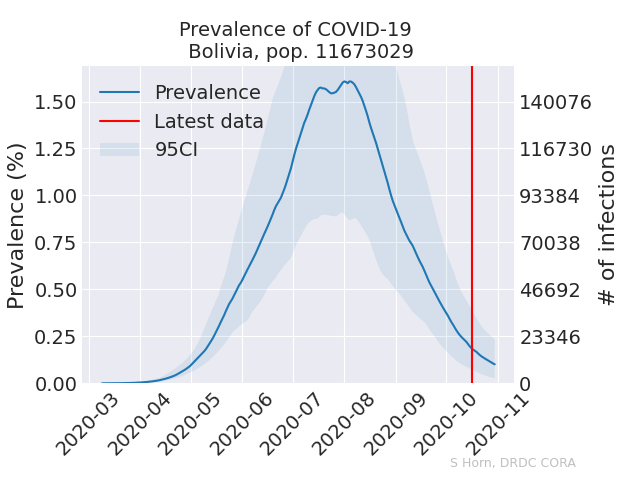 Prevalence of COVID-19
Bolivia, pop. 11673029
Prevalence (%)
1.50
1.25
1.00
0.75
0.50
0.25
0.00
Prevalence
Latest data
95CI
140076
116730
93384
70038
46692
23346
0
# of infections
2020-03
2020-04
2020-05
2020-06
2020-07
2020-08
2020-09
2020-10
2020-11
S Horn, DRDC CORA